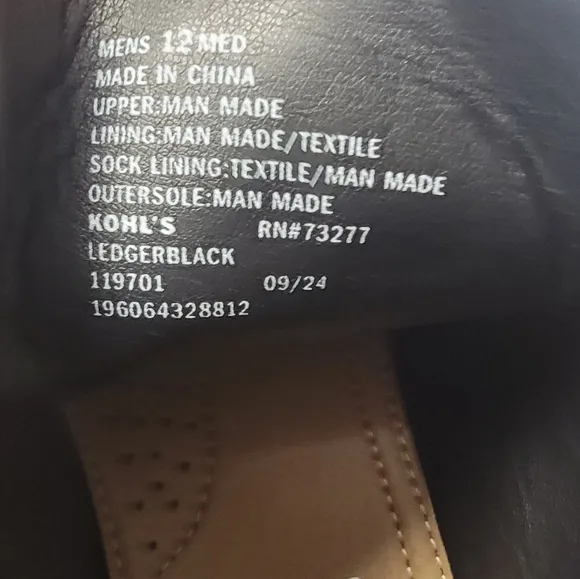 MENS 12 MED
MADE IN CHINA
UPPER:MAN MADE
LINING:MAN MADE/TEXTILE
SOCK LINING:TEXTILE/MAN MADE
OUTERSOLE:MAN MADE
KOHL'S RN#73277
LEDGERBLACK
119701 09/24
196064328812